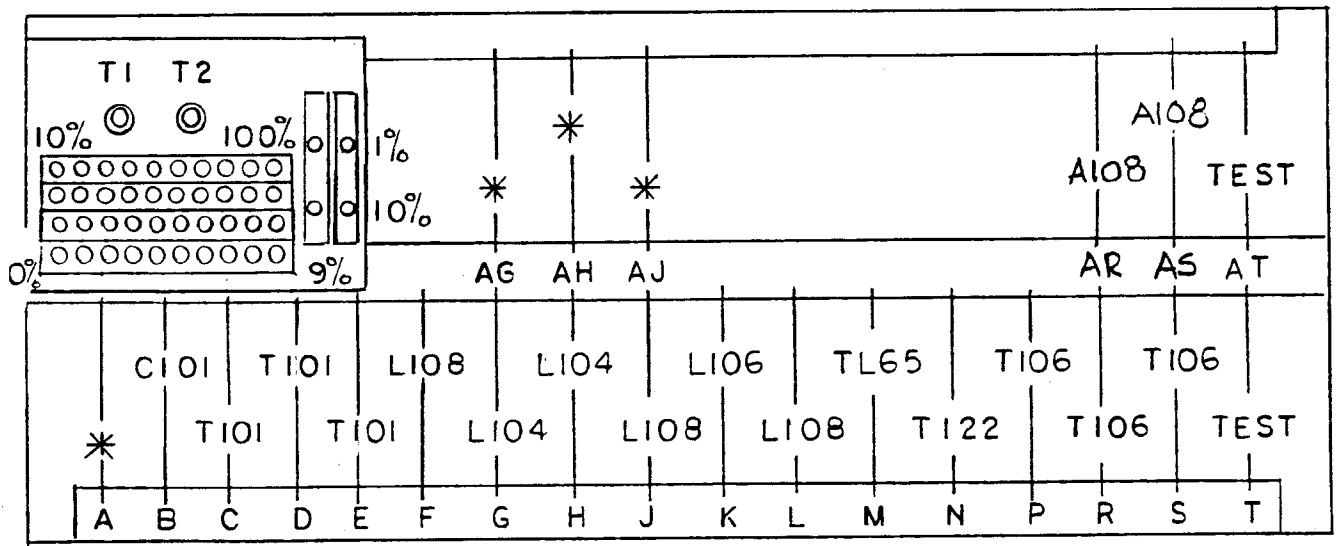 T1 T2
10% 100% 1%
A108
A108 TEST
* * *
10%
0% 9% AG AH AJ AR AS AT
C101 T101 L108 L104 L106 TL65 T106 T106
* T101 T101 L104 L108 L108 T122 T106 TEST
A B C D E F G H J K L M N P R S T